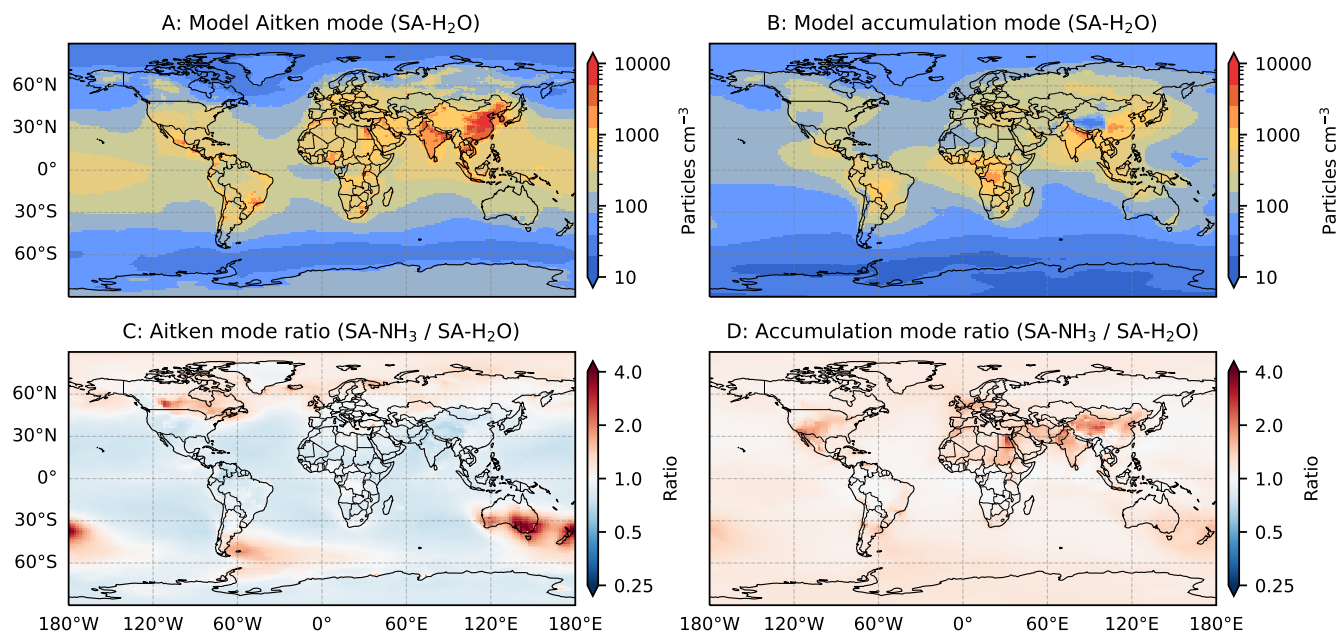 A: Model Aitken mode (SA-H₂O)
B: Model accumulation mode (SA-H₂O)
60°N
30°N
0°
30°S
60°S
10000
1000
100
10
Particles cm⁻³
10000
1000
100
10
Particles cm⁻³
C: Aitken mode ratio (SA-NH₃ / SA-H₂O)
D: Accumulation mode ratio (SA-NH₃ / SA-H₂O)
60°N
30°N
0°
30°S
60°S
4.0
2.0
1.0
0.5
0.25
Ratio
4.0
2.0
1.0
0.5
0.25
Ratio
180°W 120°W 60°W 0° 60°E 120°E 180°E
180°W 120°W 60°W 0° 60°E 120°E 180°E